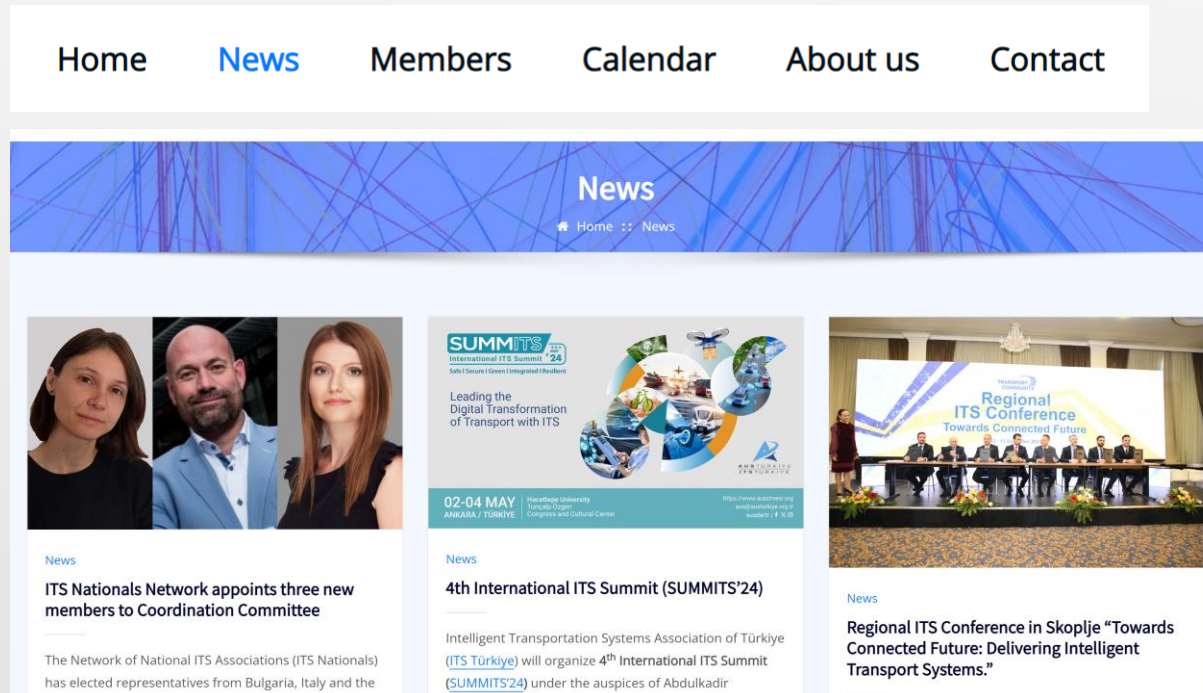 Home News Members Calendar About us Contact
News
Home :: News
SUMMITS
International ITS Summit '24
Safe I Secure I Green I Integrated I Resilient
Leading the
Digital Transformation
of Transport with ITS
AUSTÜRKİYE
ITSTÜRKİYE
02-04 MAY
ANKARA / TÜRKİYE
Hacettepe University
Tunçalp Özgen
Congress and Cultural Center
TRANSPORT
COMMUNITY
Regional
ITS Conference
Towards Connected Future
News
ITS Nationals Network appoints three new
members to Coordination Committee
The Network of National ITS Associations (ITS Nationals)
has elected representatives from Bulgaria, Italy and the
News
4th International ITS Summit (SUMMITS’24)
Intelligent Transportation Systems Association of Türkiye
(ITS Türkiye) will organize 4th International ITS Summit
(SUMMITS’24) under the auspices of Abdulkadir
News
Regional ITS Conference in Skoplje “Towards
Connected Future: Delivering Intelligent
Transport Systems.”